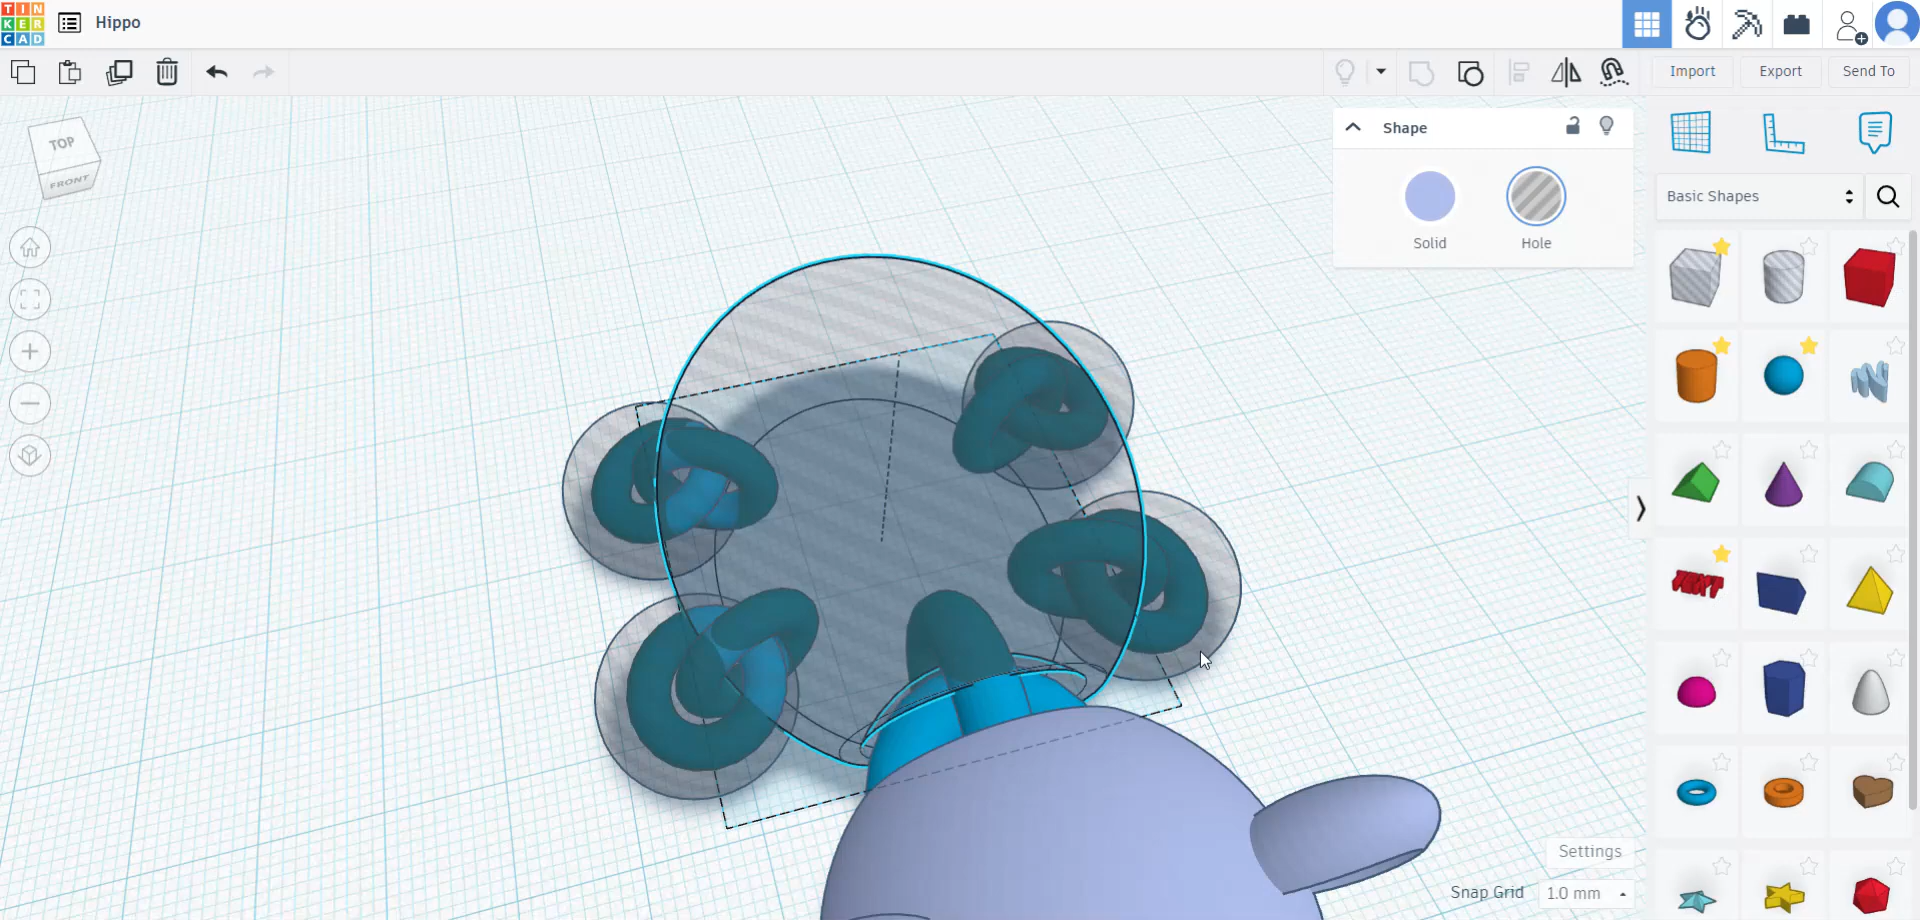 TIN
KER
CAD
Hippo
Import
Export
Send To
TOP
FRONT
Shape
Solid
Hole
Basic Shapes
TEXT
Settings
Snap Grid
1.0 mm